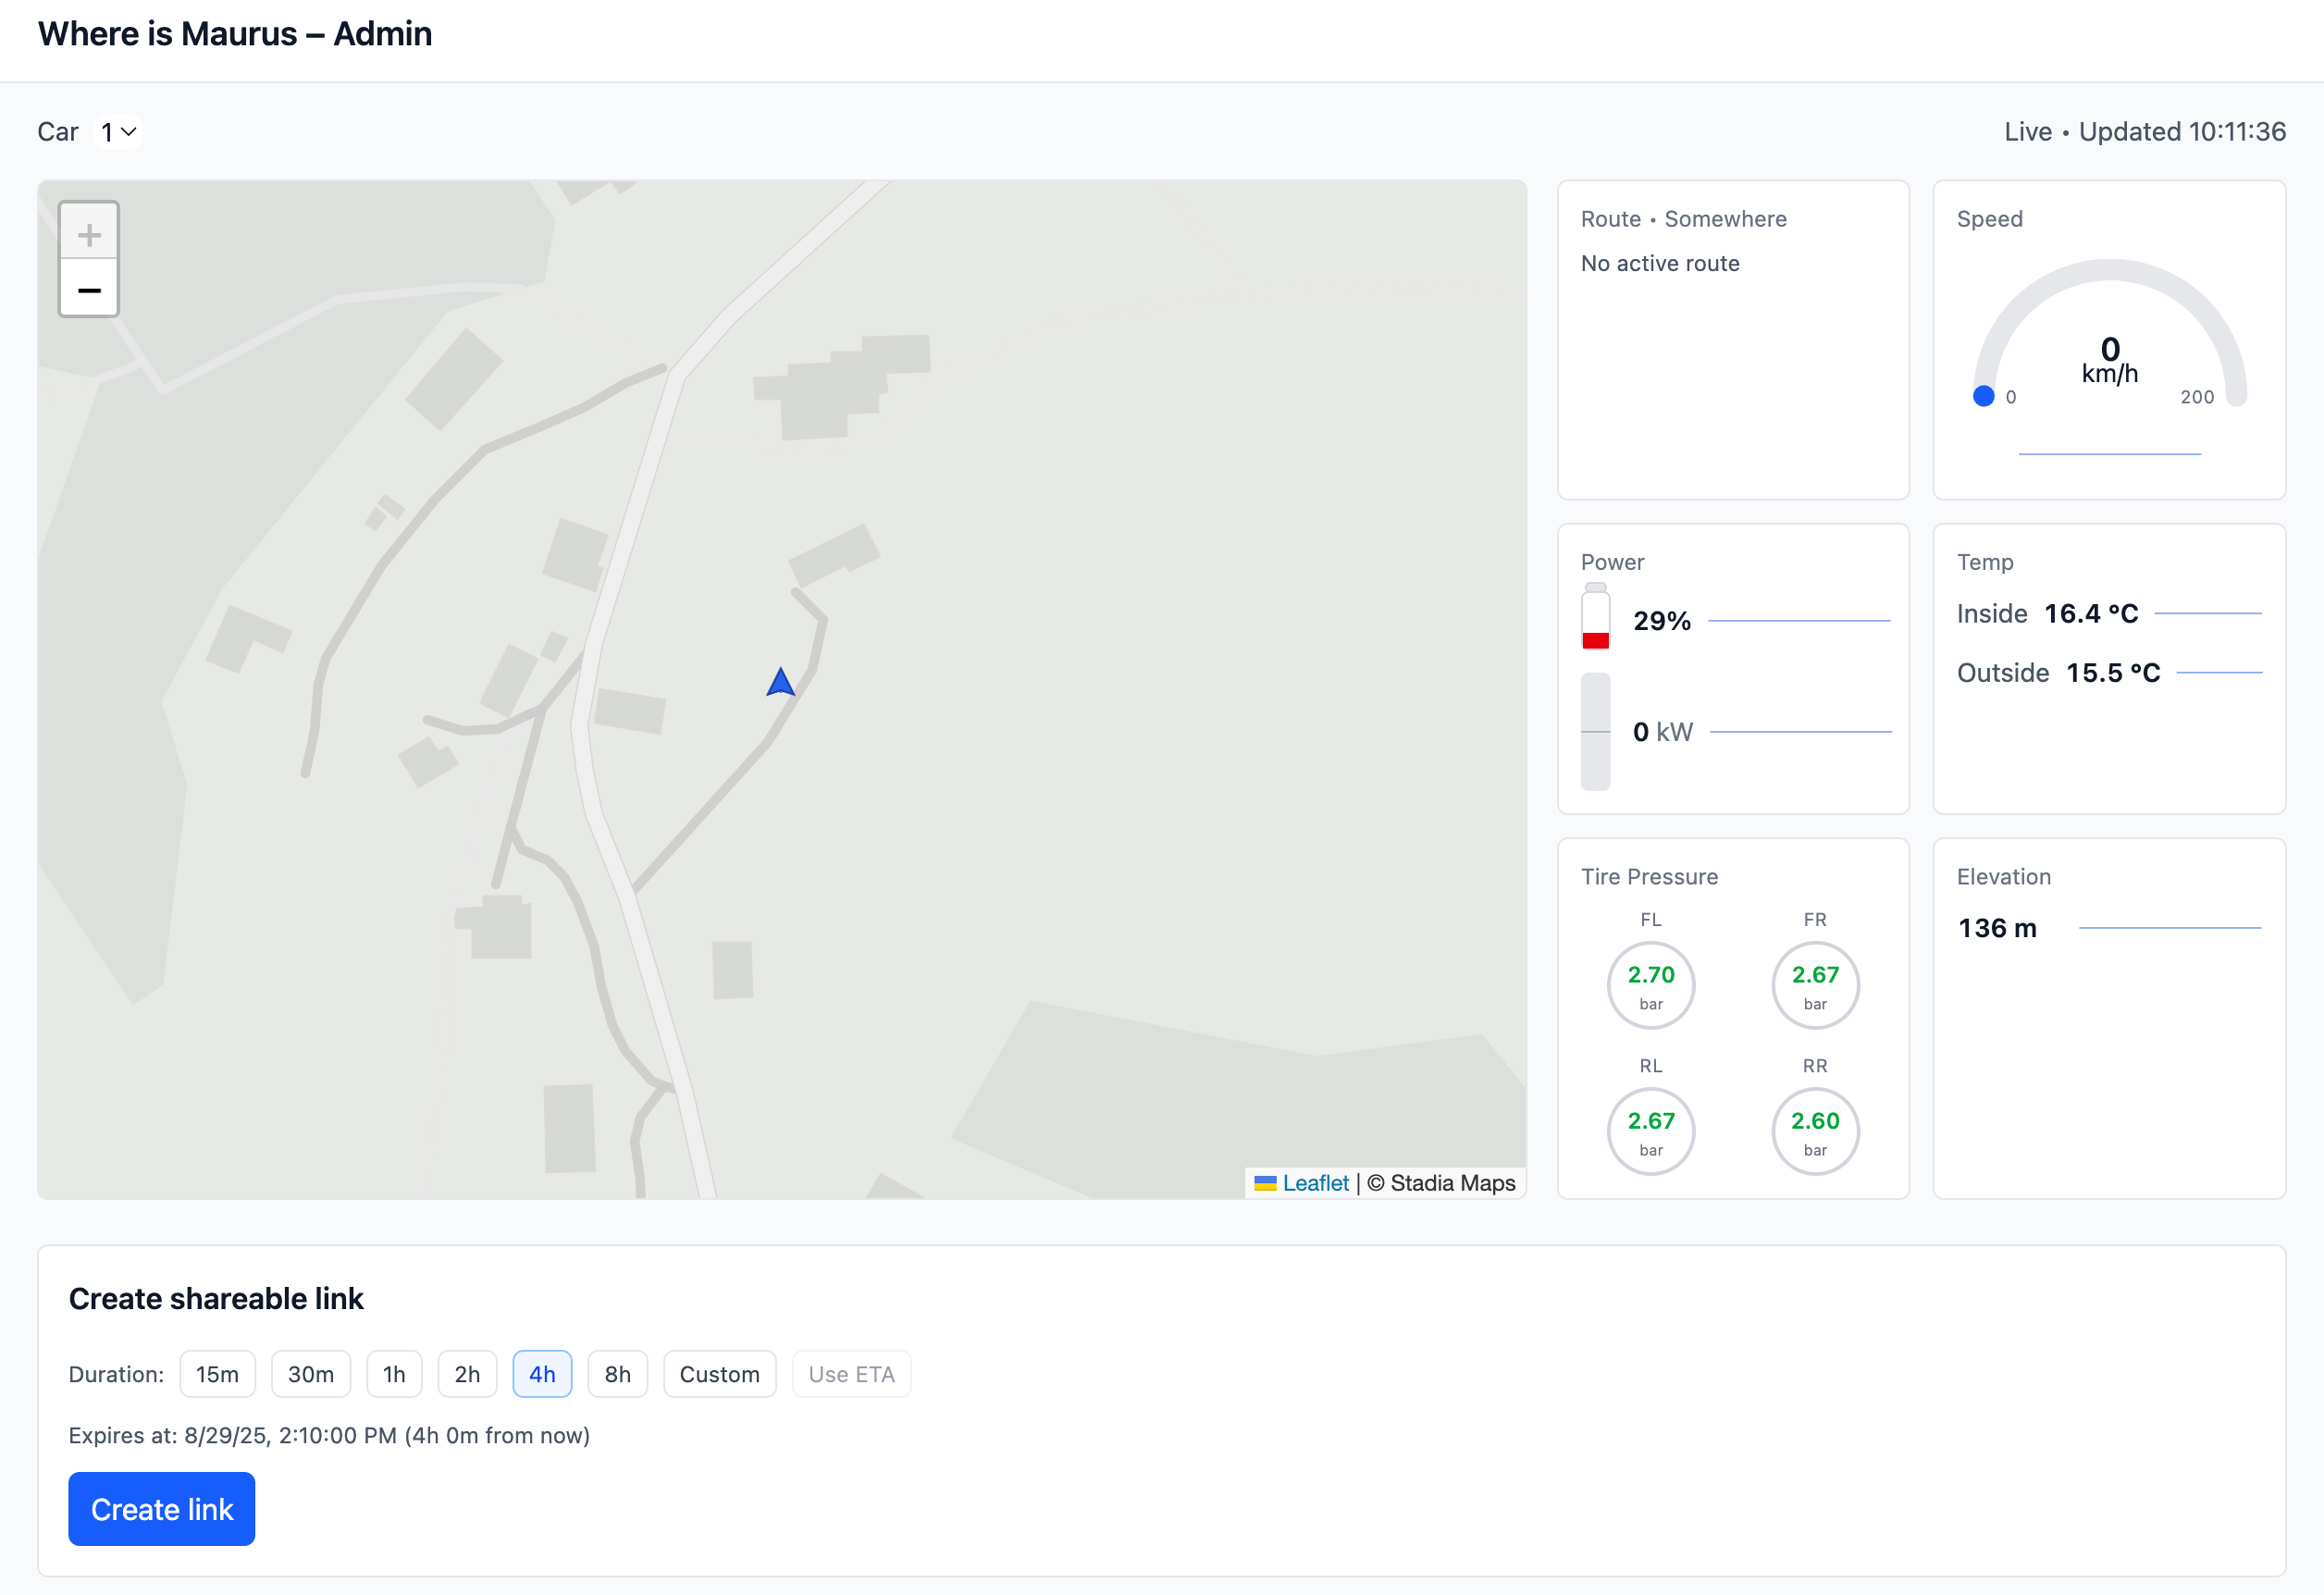 Where is Maurus – Admin
Car 1
Live • Updated 10:11:36
+
−
Leaflet | © Stadia Maps
Route • Somewhere
No active route
Speed
0
km/h
0 200
Power
29%
0 kW
Temp
Inside 16.4 °C
Outside 15.5 °C
Tire Pressure
FL FR
2.70 2.67
bar bar
RL RR
2.67 2.60
bar bar
Elevation
136 m
Create shareable link
Duration: 15m 30m 1h 2h 4h 8h Custom Use ETA
Expires at: 8/29/25, 2:10:00 PM (4h 0m from now)
Create link